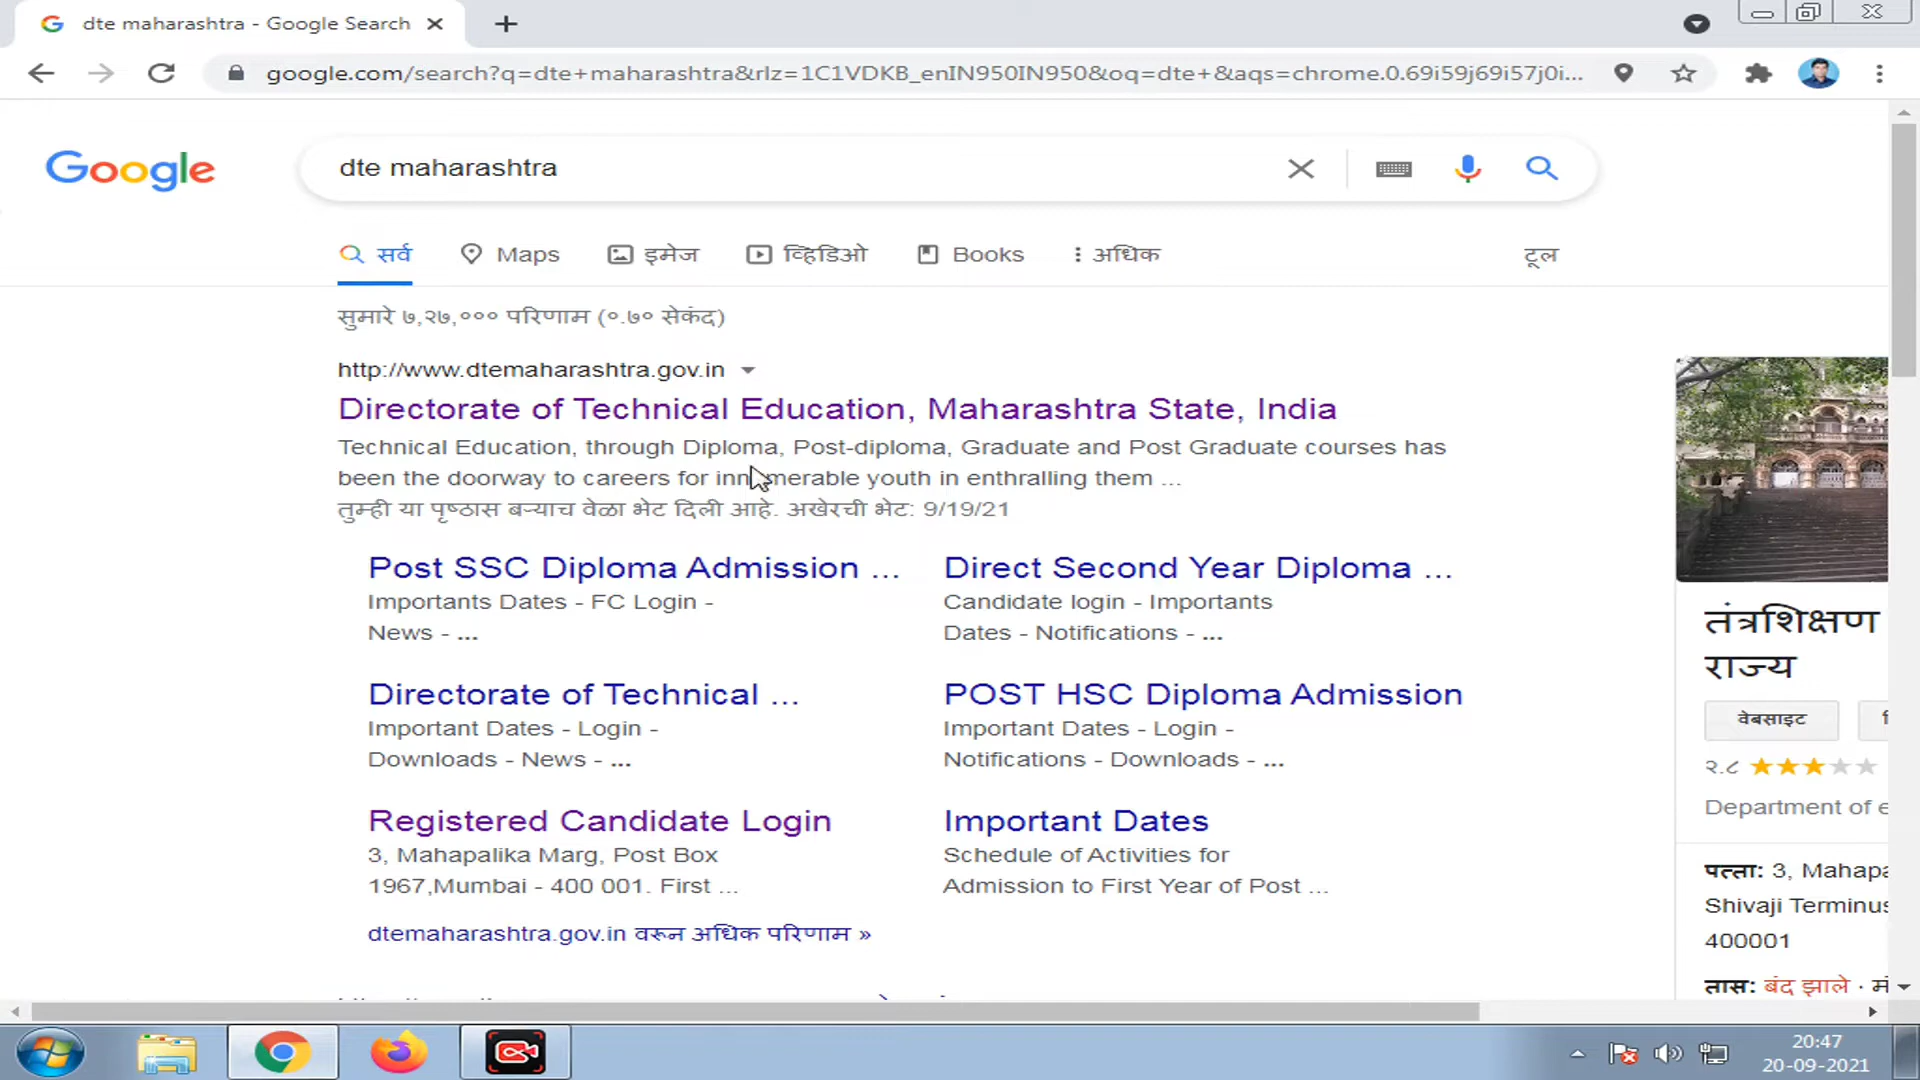 dte maharashtra - Google Search
google.com/search?q=dte+maharashtra&rlz=1C1VDKB_enIN950IN950&oq=dte+&aqs=chrome.0.69i59j69i57j0i...
Google
dte maharashtra
सर्व Maps इमेज व्हिडिओ Books अधिक टूल
सुमारे ७,२७,००० परिणाम (०.७० सेकंद)
http://www.dtemaharashtra.gov.in
Directorate of Technical Education, Maharashtra State, India
Technical Education, through Diploma, Post-diploma, Graduate and Post Graduate courses has
been the doorway to careers for innumerable youth in enthralling them ...
तुम्ही या पृष्ठास बऱ्याच वेळा भेट दिली आहे. अखेरची भेट: 9/19/21
Post SSC Diploma Admission ...
Importants Dates - FC Login -
News - ...
Direct Second Year Diploma ...
Candidate login - Importants
Dates - Notifications - ...
Directorate of Technical ...
Important Dates - Login -
Downloads - News - ...
POST HSC Diploma Admission
Important Dates - Login -
Notifications - Downloads - ...
Registered Candidate Login
3, Mahapalika Marg, Post Box
1967,Mumbai - 400 001. First ...
Important Dates
Schedule of Activities for
Admission to First Year of Post ...
dtemaharashtra.gov.in वरून अधिक परिणाम »
तंत्रशिक्षण
राज्य
वेबसाइट
२.८
Department of e
पत्ता: 3, Mahapa
Shivaji Terminus
400001
तास: बंद झाले ·
20:47
20-09-2021